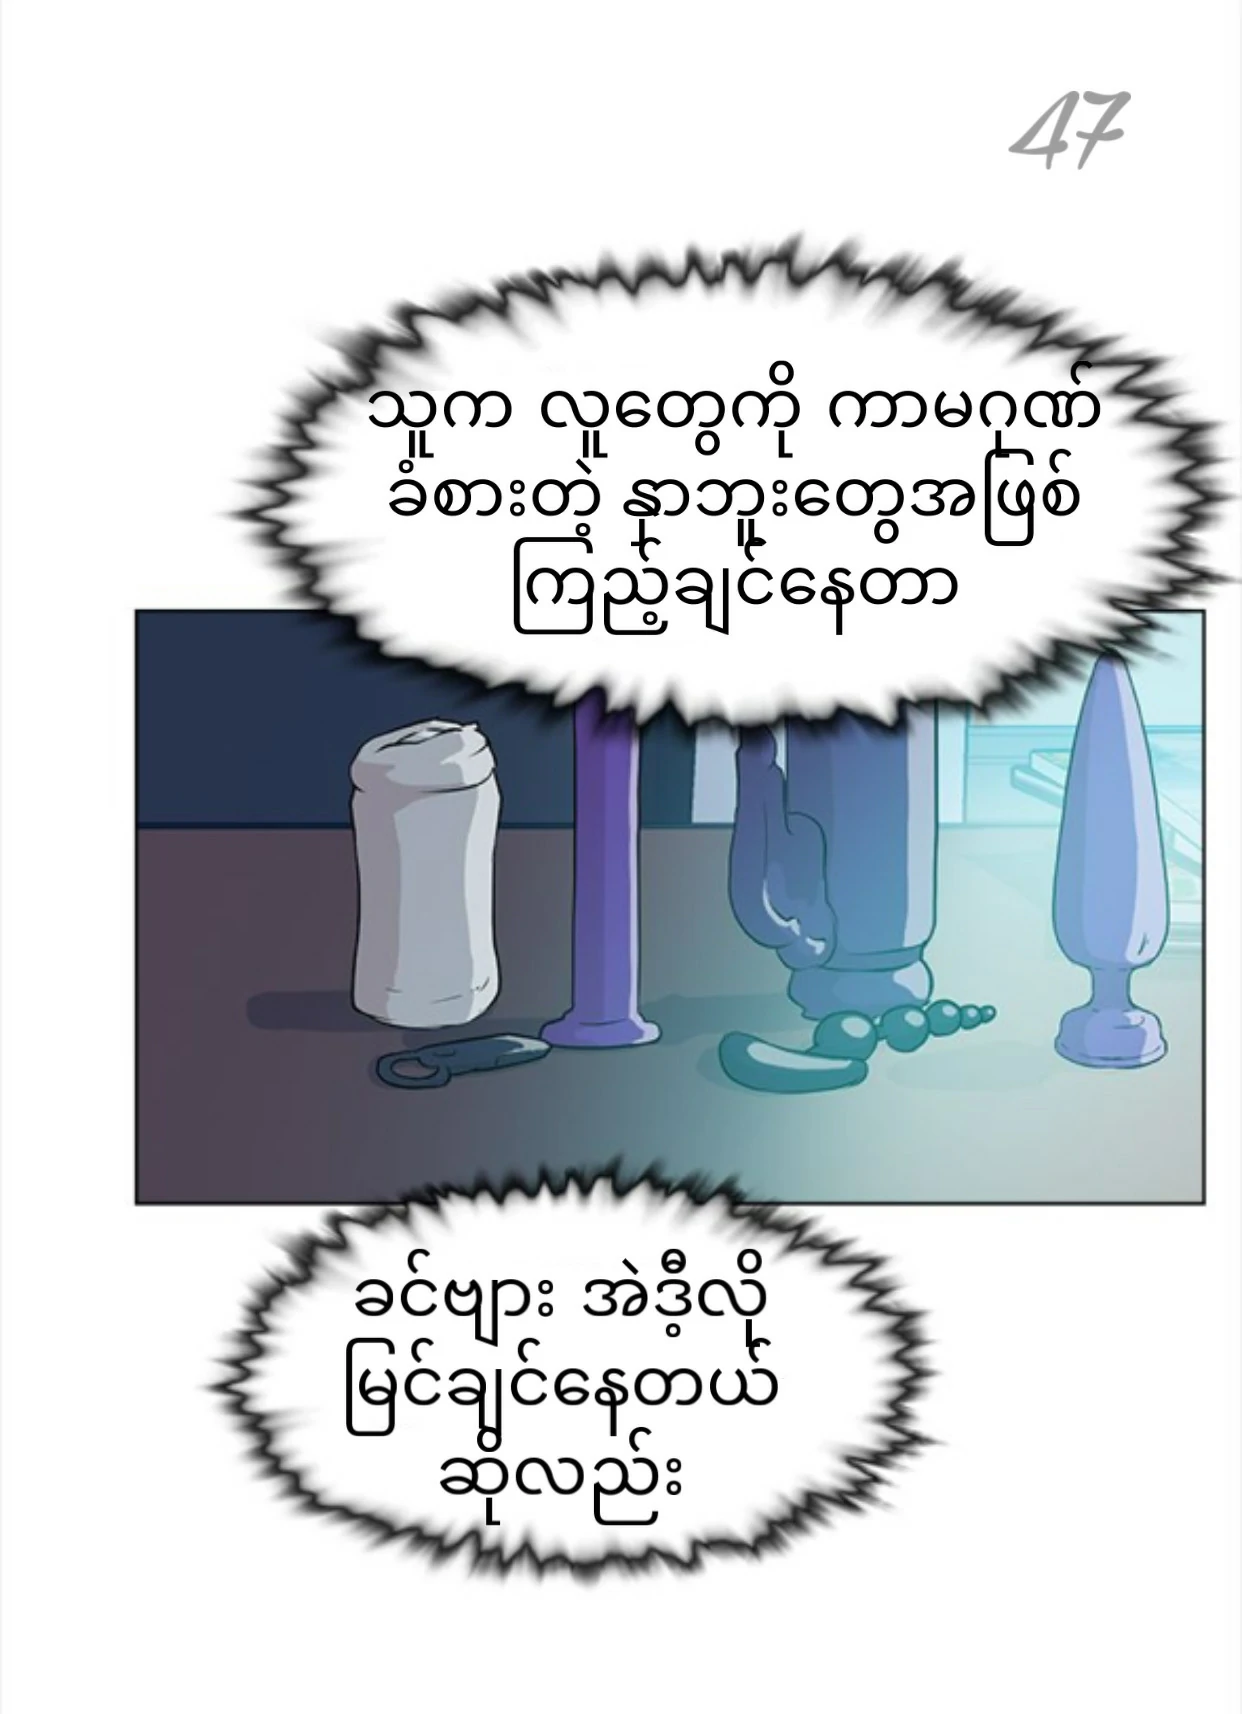 47
သူက လူတွေကို ကာမဂုဏ်
ခံစားတဲ့ နှာဘူးတွေအဖြစ်
ကြည့်ချင်နေတာ
ခင်ဗျား အဲဒီ့လို
မြင်ချင်နေတယ်
ဆိုလည်း